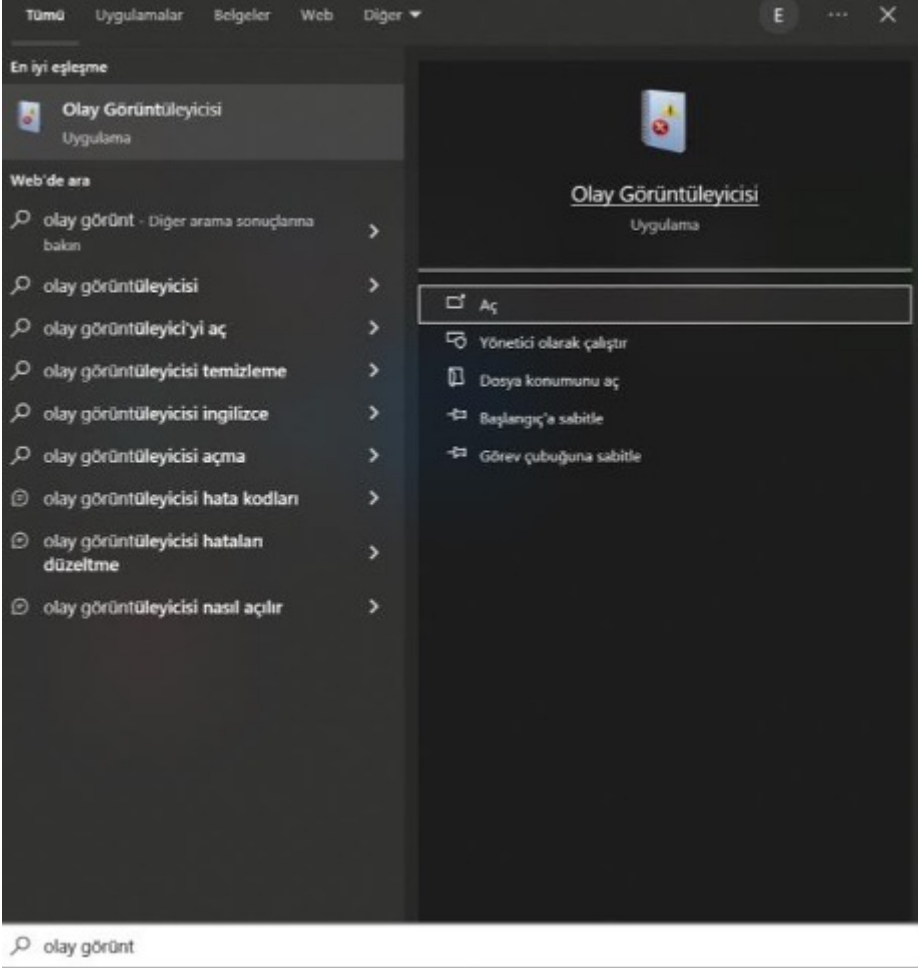 Tümü Uygulamalar Belgeler Web Diğer E
En iyi eşleşme
Olay Görüntüleyicisi
Uygulama
Web'de ara
olay görünt - Diğer arama sonuçlarına
bakın
olay görüntüleyicisi
olay görüntüleyici'yi aç
olay görüntüleyicisi temizleme
olay görüntüleyicisi ingilizce
olay görüntüleyicisi açma
olay görüntüleyicisi hata kodları
olay görüntüleyicisi hataları
düzeltme
olay görüntüleyicisi nasıl açılır
Olay Görüntüleyicisi
Uygulama
Aç
Yönetici olarak çalıştır
Dosya konumunu aç
Başlangıç'a sabitle
Görev çubuğuna sabitle
olay görünt